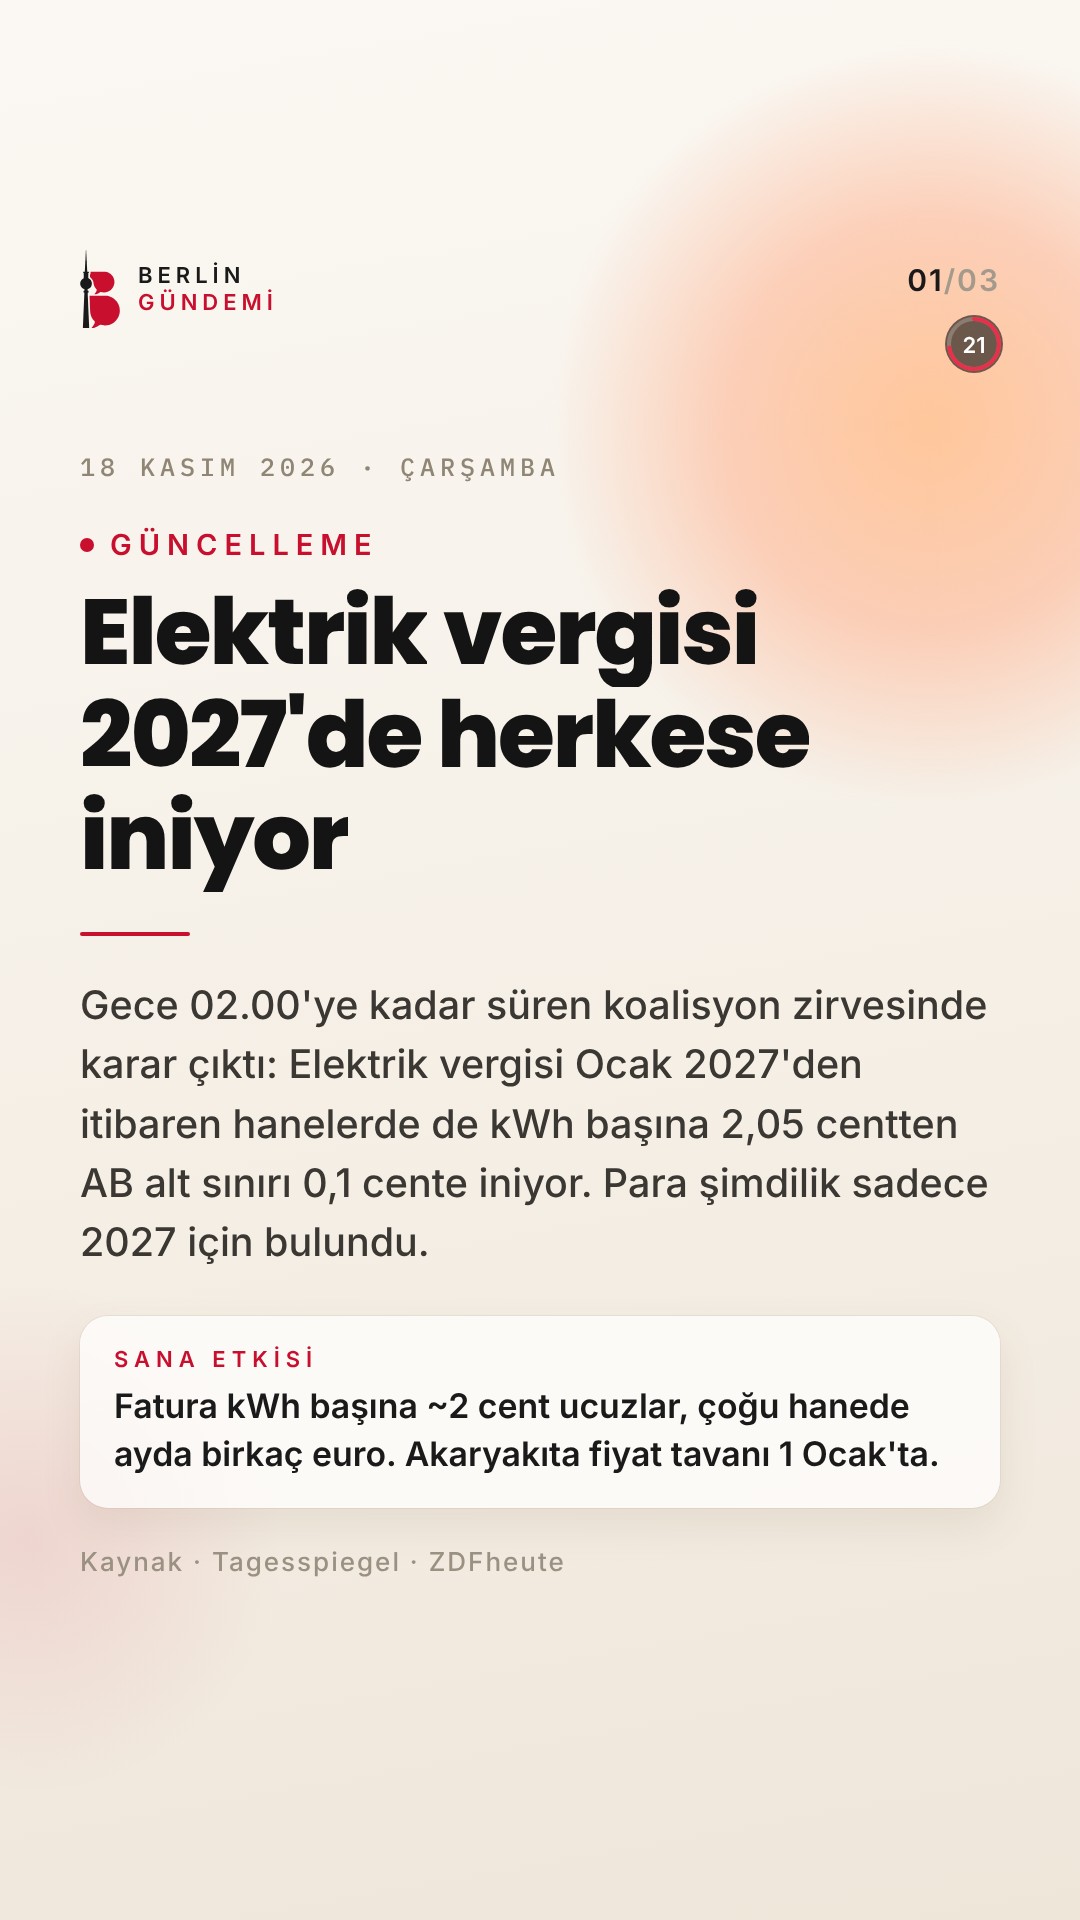 BERLİN
GÜNDEMİ
01/03
21
18 KASIM 2026 · ÇARŞAMBA
GÜNCELLEME
Elektrik vergisi
2027'de herkese
iniyor
Gece 02.00'ye kadar süren koalisyon zirvesinde
karar çıktı: Elektrik vergisi Ocak 2027'den
itibaren hanelerde de kWh başına 2,05 centten
AB alt sınırı 0,1 cente iniyor. Para şimdilik sadece
2027 için bulundu.
SANA ETKİSİ
Fatura kWh başına ~2 cent ucuzlar, çoğu hanede
ayda birkaç euro. Akaryakıta fiyat tavanı 1 Ocak'ta.
Kaynak · Tagesspiegel · ZDFheute